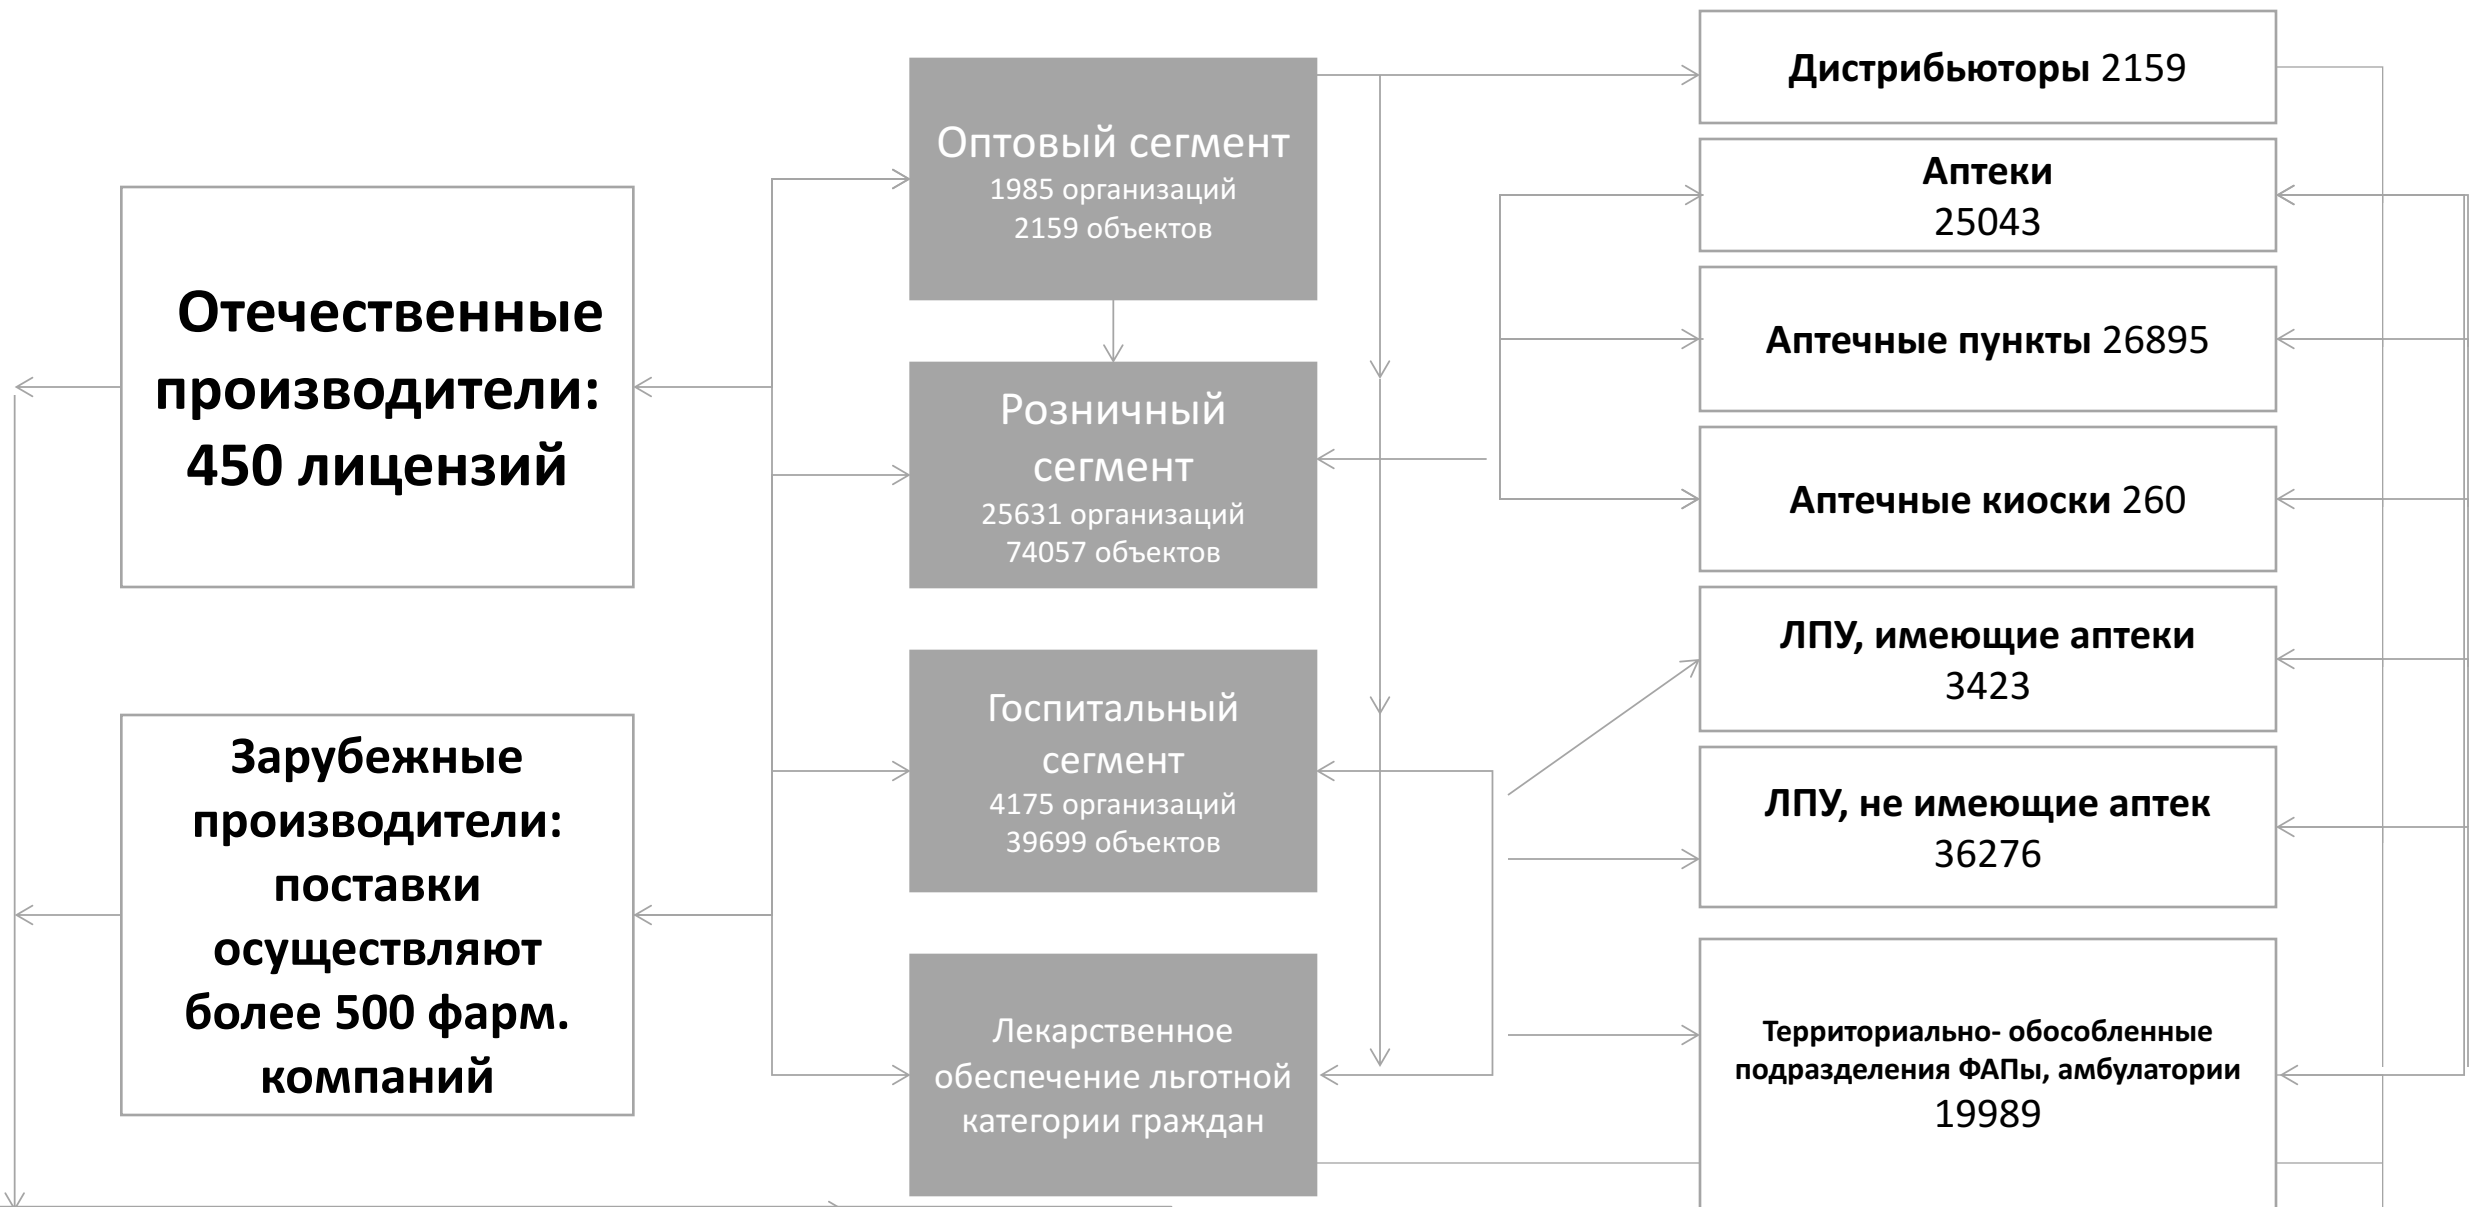 Отечественные
производители:
450 лицензий
Зарубежные
производители:
поставки
осуществляют
более 500 фарм.
компаний
Оптовый сегмент
1985 организаций
2159 объектов
Розничный
сегмент
25631 организаций
74057 объектов
Госпитальный
сегмент
4175 организаций
39699 объектов
Лекарственное
обеспечение льготной
категории граждан
Дистрибьюторы 2159
Аптеки
25043
Аптечные пункты 26895
Аптечные киоски 260
ЛПУ, имеющие аптеки
3423
ЛПУ, не имеющие аптек
36276
Территориально- обособленные
подразделения ФАПы, амбулатории
19989